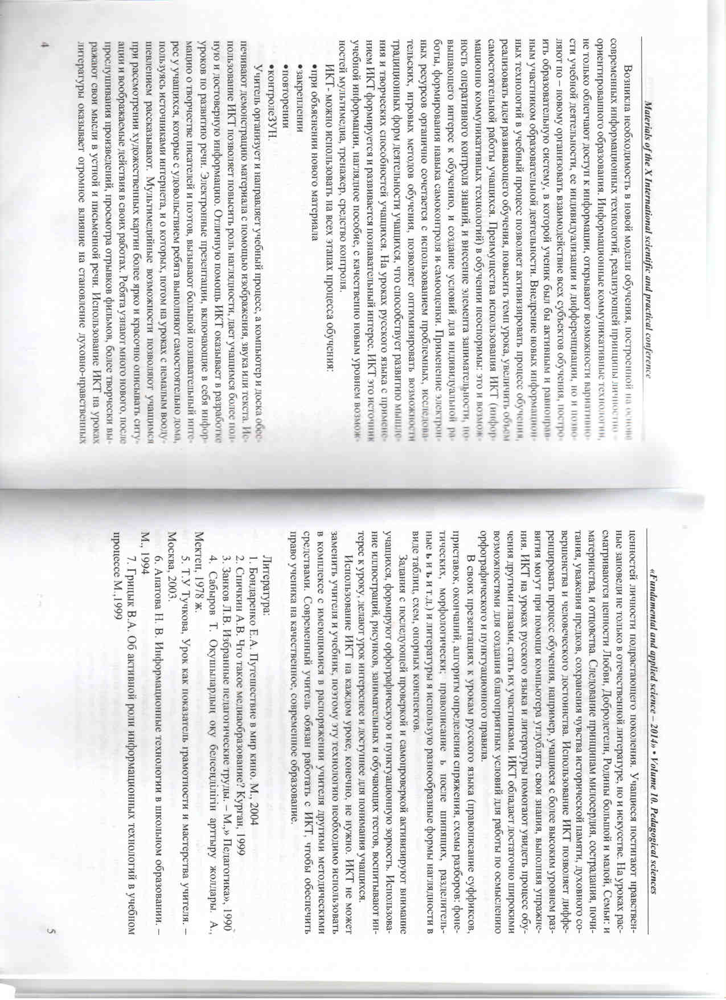 Materials of the X International scientific and practical conference
Возникла необходимость в новой модели обучения, построенной на основе
современных информационных технологий, реализующей принципы личностно –
ориентированного образования. Информационные коммуникативные технологии,
не только облегчают доступ к информации, открывают возможности вариативно-
сти учебной деятельности, ее индивидуализации и дифференциации, но и позво-
ляют по – новому организовать взаимодействие всех субъектов обучения, постро-
ить образовательную систему, в которой ученик был бы активным и равноправ-
ным участником образовательной деятельности. Внедрение новых информацион-
ных технологий в учебный процесс позволяет активизировать процесс обучения,
реализовать идеи развивающего обучения, повысить темп урока, увеличить объем
самостоятельной работы учащихся. Преимущества использования ИКТ (инфор-
мационно коммуникативных технологий) в обучении неоспоримы: это и возмож-
ность оперативного контроля знаний, и внесение элемента занимательности, по-
вышающего интерес к обучению, и создание условий для индивидуальной ра-
боты, формирования навыка самоконтроля и самооценки. Применение электрон-
ных ресурсов органично сочетается с использованием проблемных, исследова-
тельских, игровых методов обучения, позволяет оптимизировать возможности
традиционных форм деятельности учащихся, что способствует развитию мышле-
ния и творческих способностей учащихся. На уроках русского языка с примене-
нием ИКТ формируется и развивается познавательный интерес. ИКТ это источник
учебной информации, наглядное пособие, с качественно новым уровнем возмож-
ностей мультимедиа, тренажер, средство контроля.
ИКТ- можно использовать на всех этапах процесса обучения:
•при объяснении нового материала
•закреплении
•повторении
•контролеЗУН.
Учитель организует и направляет учебный процесс, а компьютер и доска обес-
печивают демонстрацию материала с помощью изображения, звука или текста. Ис-
пользование ИКТ позволяет повысить роль наглядности, дает учащимся более пол-
ную и достоверную информацию. Отличную помощь ИКТ оказывает в разработке
уроков по развитию речи. Электронные презентации, включающие в себя инфор-
мацию о творчестве писателей и поэтов, вызывают большой познавательный инте-
рес у учащихся, которые с удовольствием ребята выполняют самостоятельно дома,
пользуясь источниками интернета, и о которых, потом на уроках с немалым вооду-
шевлением рассказывают. Мультимедийные возможности позволяют учащимся
при рассмотрении художественных картин более ярко и красочно описывать ситу-
ации и воображаемые действия в своих работах. Ребята узнают много нового, после
прослушивания произведений, просмотра отрывков фильмов, более творчески вы-
ражают свои мысли в устной и письменной речи. Использование ИКТ на уроках
литературы оказывает огромное влияние на становление духовно-нравственных
4
«Fundamental and applied science – 2014» • Volume 10. Pedagogical sciences
ценностей личности подрастающего поколения. Учащиеся постигают нравствен-
ные заповеди не только в отечественной литературе, но и искусстве. На уроках рас-
сматриваются ценности Любви, Добродетели, Родины большой и малой, Семьи: и
материнства, и отцовства. Следование принципам милосердия, сострадания, почи-
тания, уважения предков, сохранения чувства исторической памяти, духовного со-
вершенства и человеческого достоинства. Использование ИКТ позволяет диффе-
ренцировать процесс обучения, например, учащиеся с более высоким уровнем раз-
вития могут при помощи компьютера углублять свои знания, выполняя упражне-
ния. ИКТ на уроках русского языка и литературы помогают увидеть процесс обу-
чения другими глазами, стать их участниками. ИКТ обладает достаточно широкими
возможностями для создания благоприятных условий для работы по осмыслению
орфографического и пунктуационного правила.
В своих презентациях к урокам русского языка (правописание суффиксов,
приставок, окончаний, алгоритм определения спряжения, схемы разборов: фоне-
тических, морфологически; правописание ь после шипящих, разделитель-
ные ь и ъ и т.д.) и литературы я использую разнообразные формы наглядности в
виде таблиц, схем, опорных конспектов.
Задания с последующей проверкой и самопроверкой активизируют внимание
учащихся, формируют орфографическую и пунктуационную зоркость. Использова-
ние иллюстраций, рисунков, занимательных и обучающих тестов, воспитывают ин-
терес к уроку, делают урок интереснее и доступнее для понимания учащихся.
Использование ИКТ на каждом уроке, конечно, не нужно. ИКТ не может
заменить учителя и учебник, поэтому эту технологию необходимо использовать
в комплексе с имеющимися в распоряжении учителя другими методическими
средствами. Современный учитель обязан работать с ИКТ, чтобы обеспечить
право ученика на качественное, современное образование.
Литература:
1. Бондаренко Е.А. Путешествие в мир кино. М., 2004
2. Спичкин А.В. Что такое медиаобразование? Курган, 1999
3. Занков Л.В. Избранные педагогические труды. – М.,» Педагогика», 1990
4. Сабыров Т. Оқушылардың оқу белсенділігін арттыру жолдары. А.,
Мектеп, 1978 ж.
5. Т.У Тучкова, Урок как показатель грамотности и мастерства учителя. –
Москва, 2003.
6. Апатова Н. В. Информационные технологии в школьном образовании. –
М., 1994
7. Грицык В.А. Об активной роли информационных технологий в учебном
процессе М.,1999
5